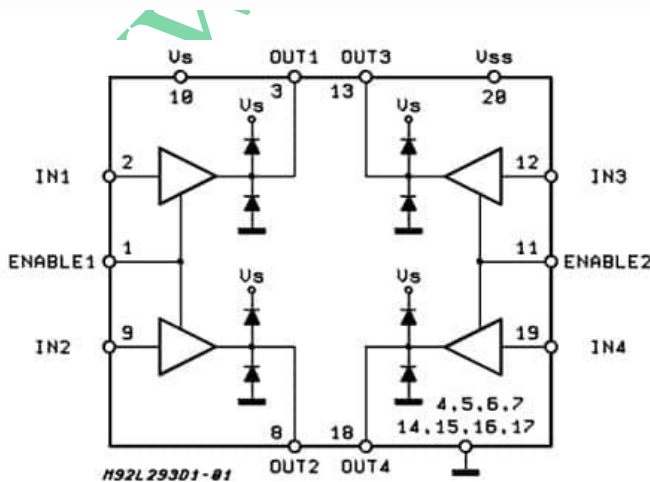 Vs OUT1 OUT3 Vss
10 3 13 20
Vs Vs
IN1 2 12 IN3
ENABLE1 1 11 ENABLE2
Vs Vs
IN2 9 19 IN4
4,5,6,7
8 18 14,15,16,17
OUT2 OUT4
M92L293D1-01